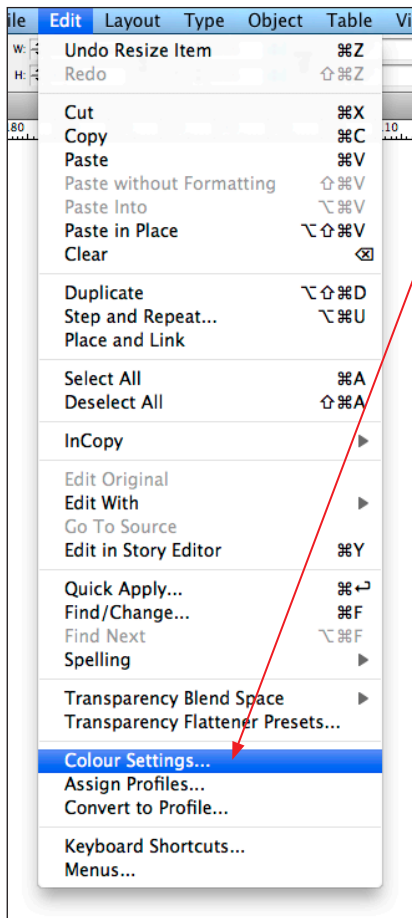 ile Edit Layout Type Object Table Vi
W:
H:
80 10
Undo Resize Item ⌘Z
Redo ⇧⌘Z
Cut ⌘X
Copy ⌘C
Paste ⌘V
Paste without Formatting ⇧⌘V
Paste Into ⌥⌘V
Paste in Place ⌥⇧⌘V
Clear ⌫
Duplicate ⌥⇧⌘D
Step and Repeat... ⌥⌘U
Place and Link
Select All ⌘A
Deselect All ⇧⌘A
InCopy ▶
Edit Original
Edit With ▶
Go To Source
Edit in Story Editor ⌘Y
Quick Apply... ⌘↩
Find/Change... ⌘F
Find Next ⌥⌘F
Spelling ▶
Transparency Blend Space ▶
Transparency Flattener Presets...
Colour Settings...
Assign Profiles...
Convert to Profile...
Keyboard Shortcuts...
Menus...